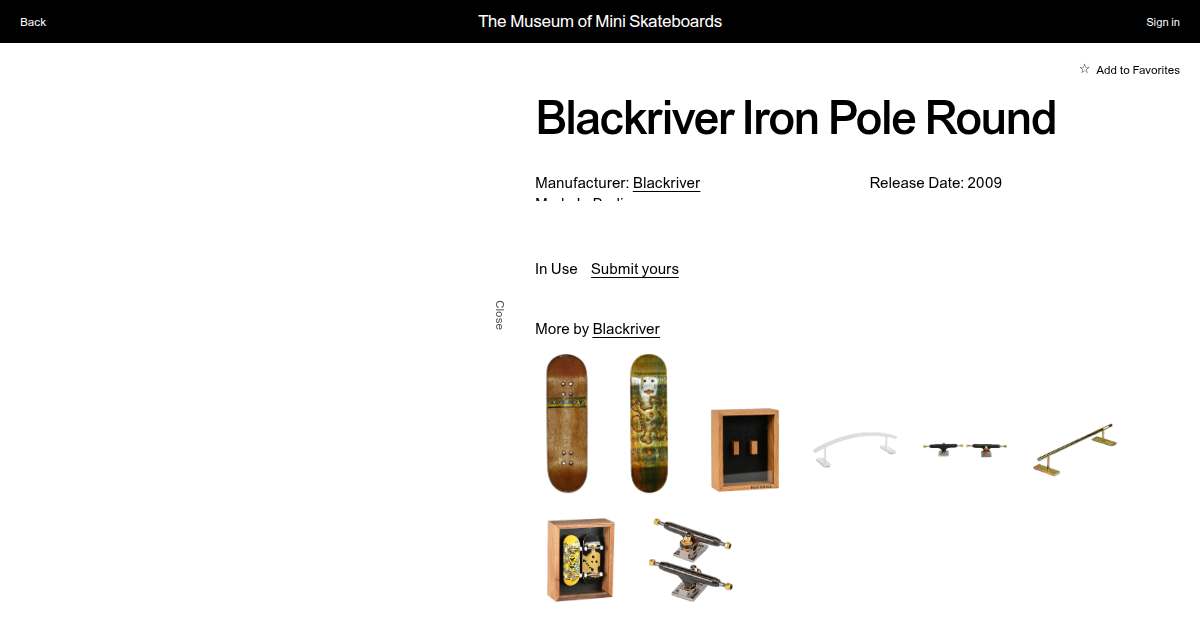 Back
The Museum of Mini Skateboards
Sign in
☆ Add to Favorites
Blackriver Iron Pole Round
Manufacturer: Blackriver
Release Date: 2009
In Use Submit yours
Close
More by Blackriver